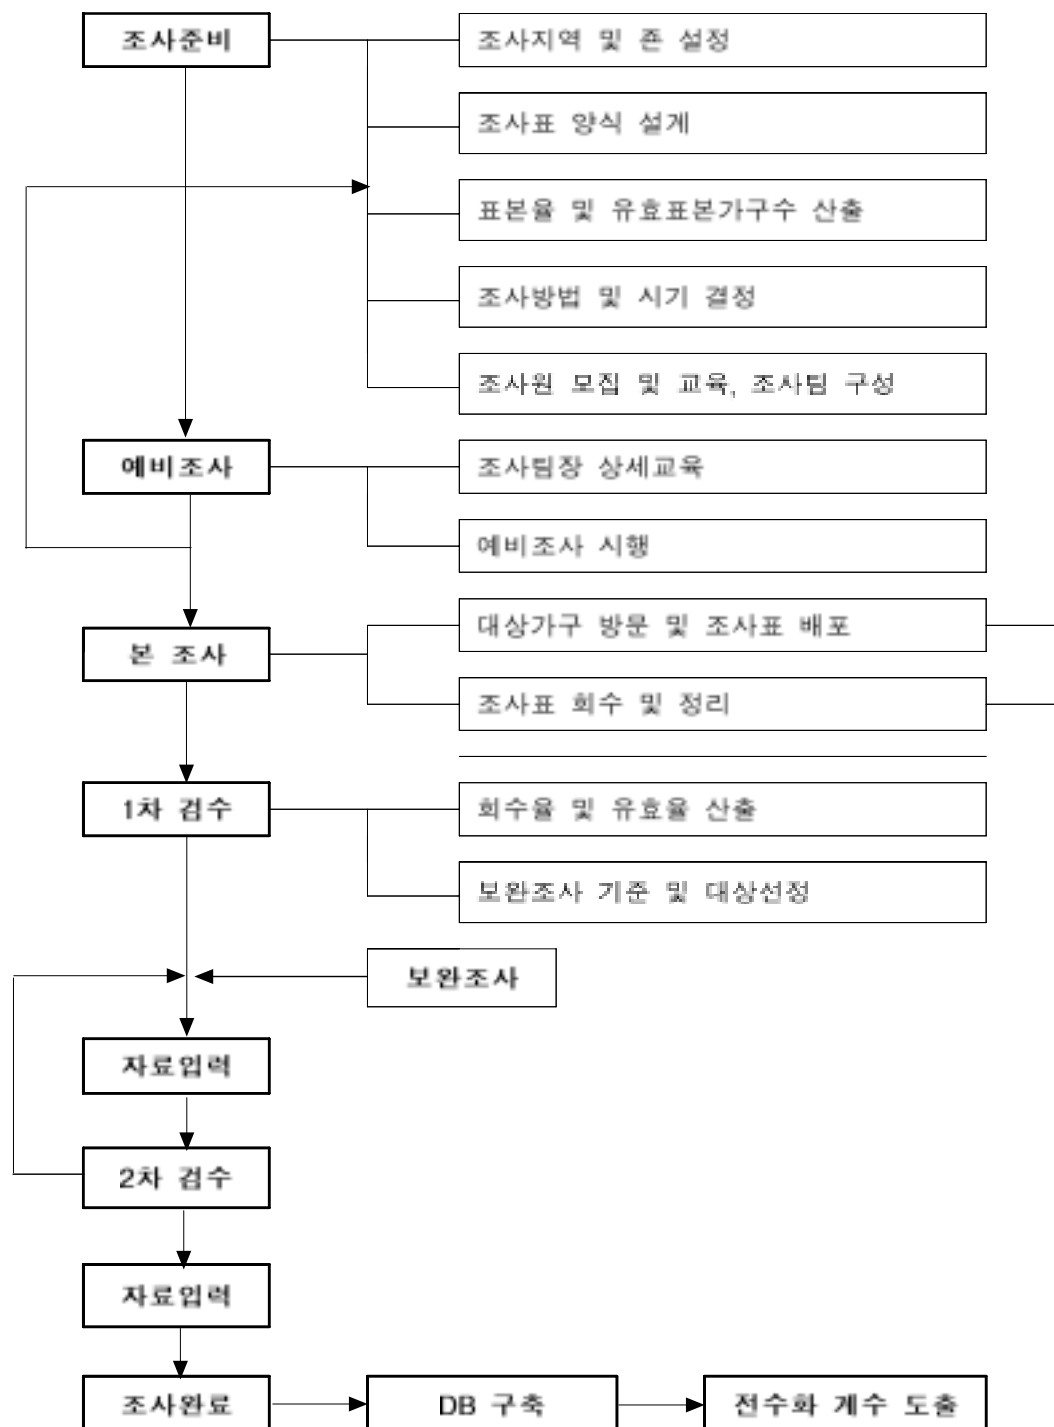 조사준비
조사지역 및 존 설정
조사표 양식 설계
표본율 및 유효표본가구수 산출
조사방법 및 시기 결정
조사원 모집 및 교육, 조사팀 구성
예비조사
조사팀장 상세교육
예비조사 시행
본 조사
대상가구 방문 및 조사표 배포
조사표 회수 및 정리
1차 검수
회수율 및 유효율 산출
보완조사 기준 및 대상선정
보완조사
자료입력
2차 검수
자료입력
조사완료
DB 구축
전수화 계수 도출